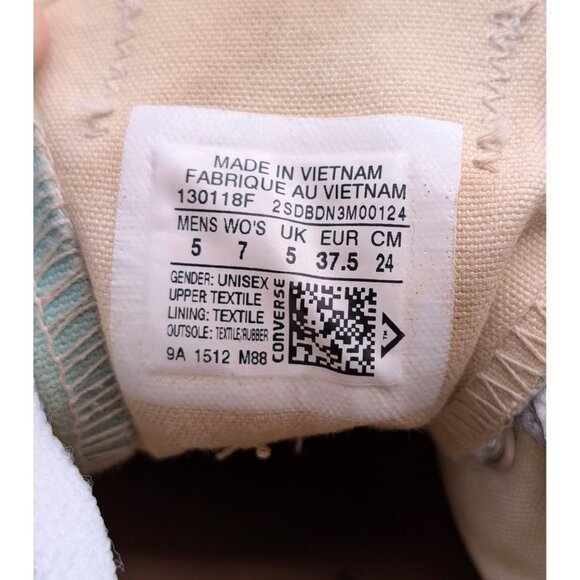 MADE IN VIETNAM
FABRIQUE AU VIETNAM
130118F 2SDBDN3M00124
MENS WO'S UK EUR CM
5 7 5 37.5 24
GENDER: UNISEX
UPPER: TEXTILE
LINING: TEXTILE
OUTSOLE: TEXTILE/RUBBER
9A 1512 M88
CONVERSE
TM